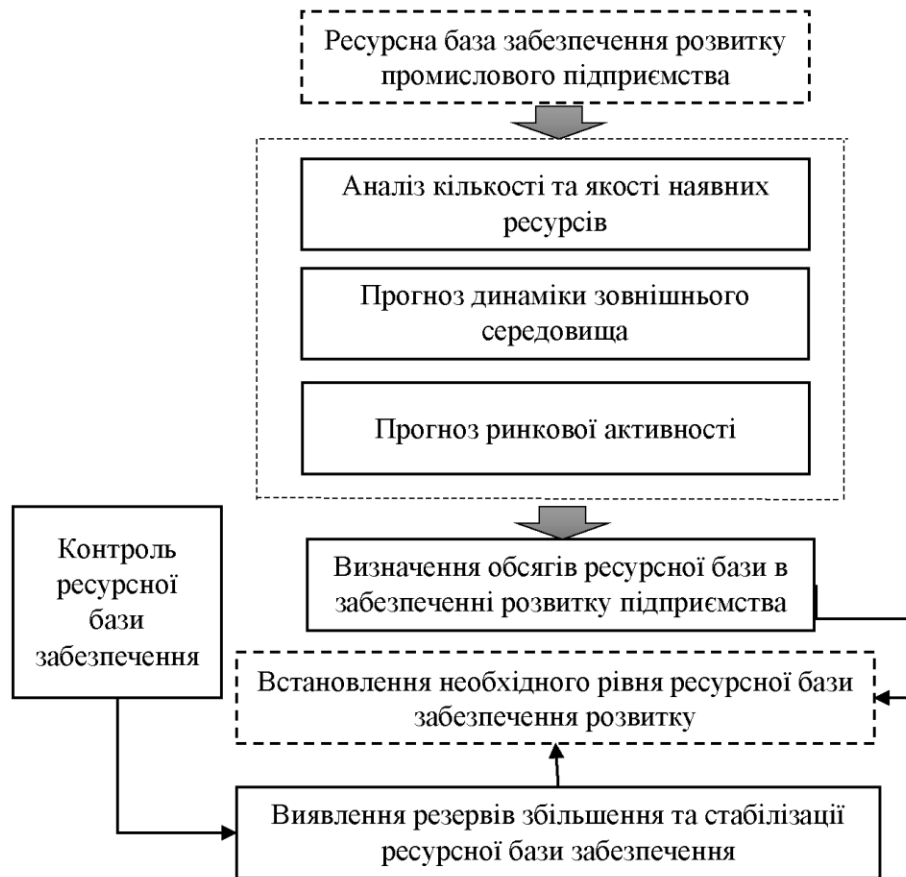 Ресурсна база забезпечення розвитку
промислового підприємства
Аналіз кількості та якості наявних
ресурсів
Прогноз динаміки зовнішнього
середовища
Прогноз ринкової активності
Контроль
ресурсної
бази
забезпечення
Визначення обсягів ресурсної бази в
забезпеченні розвитку підприємства
Встановлення необхідного рівня ресурсної бази
забезпечення розвитку
Виявлення резервів збільшення та стабілізації
ресурсної бази забезпечення